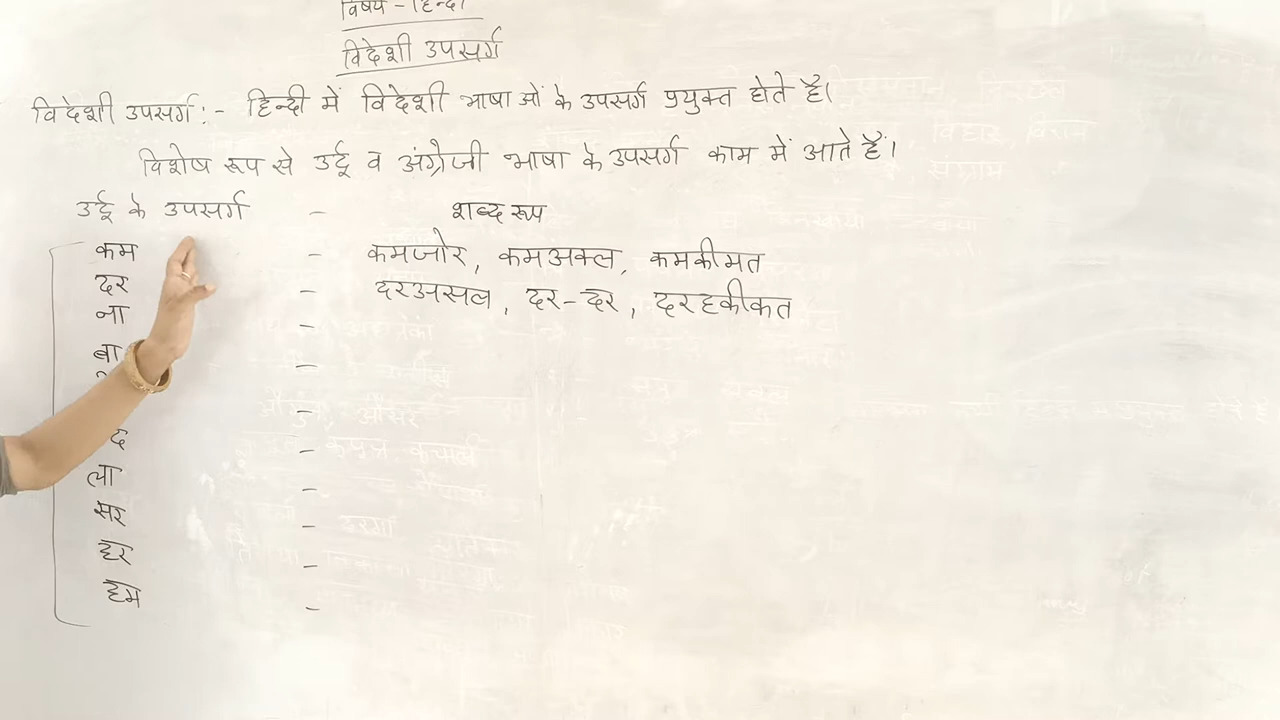 विषय - हिन्दी
विदेशी उपसर्ग
विदेशी उपसर्ग :- हिन्दी में विदेशी भाषाओं के उपसर्ग प्रयुक्त होते है।
विशेष रूप से उर्दू व अंग्रेजी भाषा के उपसर्ग काम में आते हैं।
उर्दू के उपसर्ग - शब्द रूप
कम - कमजोर, कमअक्ल, कमकीमत
दर - दरअसल, दर-दर, दरहकीकत
ना -
बा -
-
-
ला -
सर -
हर -
हम -